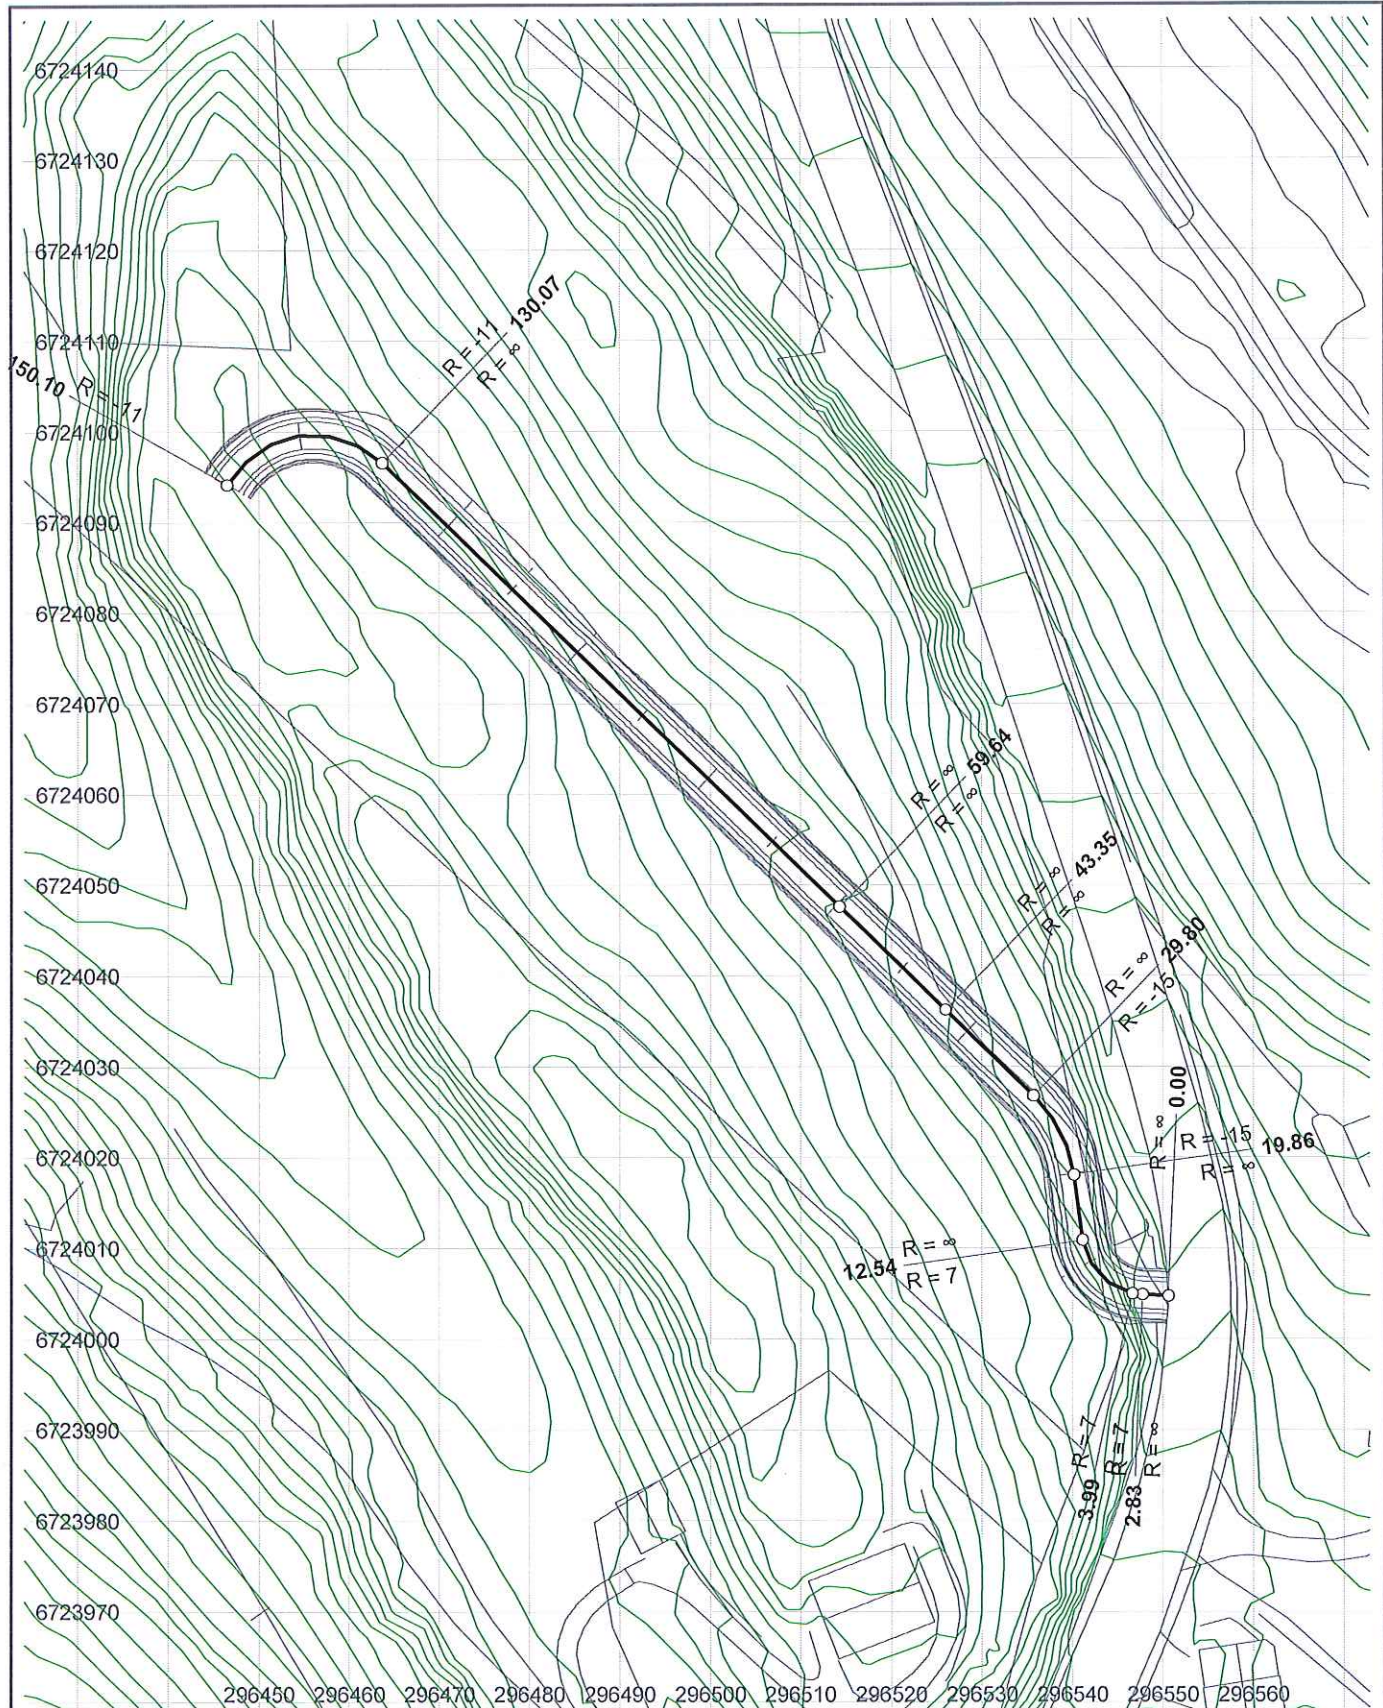 6724140
6724130
6724120
6724110
6724100
6724090
6724080
6724070
6724060
6724050
6724040
6724030
6724020
6724010
6724000
6723990
6723980
6723970
150.10
R = -11
R = -11
130.07
R = ∞
R = ∞
59.64
R = ∞
R = ∞
43.35
R = ∞
R = ∞
29.80
R = -15
R = ∞
0.00
R = -15
19.86
R = ∞
R = ∞
12.54
R = 7
R = 7
3.99
R = 7
2.83
R = ∞
296450 296460 296470 296480 296490 296500 296510 296520 296530 296540 296550 296560